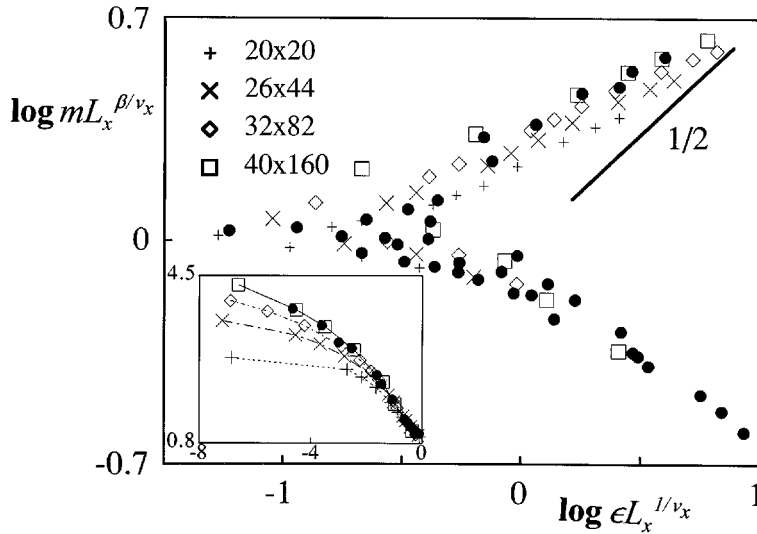 0.7
log mL_x^{β/ν_x}
+ 20x20
× 26x44
◇ 32x82
□ 40x160
1/2
0
4.5
0.8
-8 -4 0
-0.7
-1 0 1
log ϵL_x^{1/ν_x}